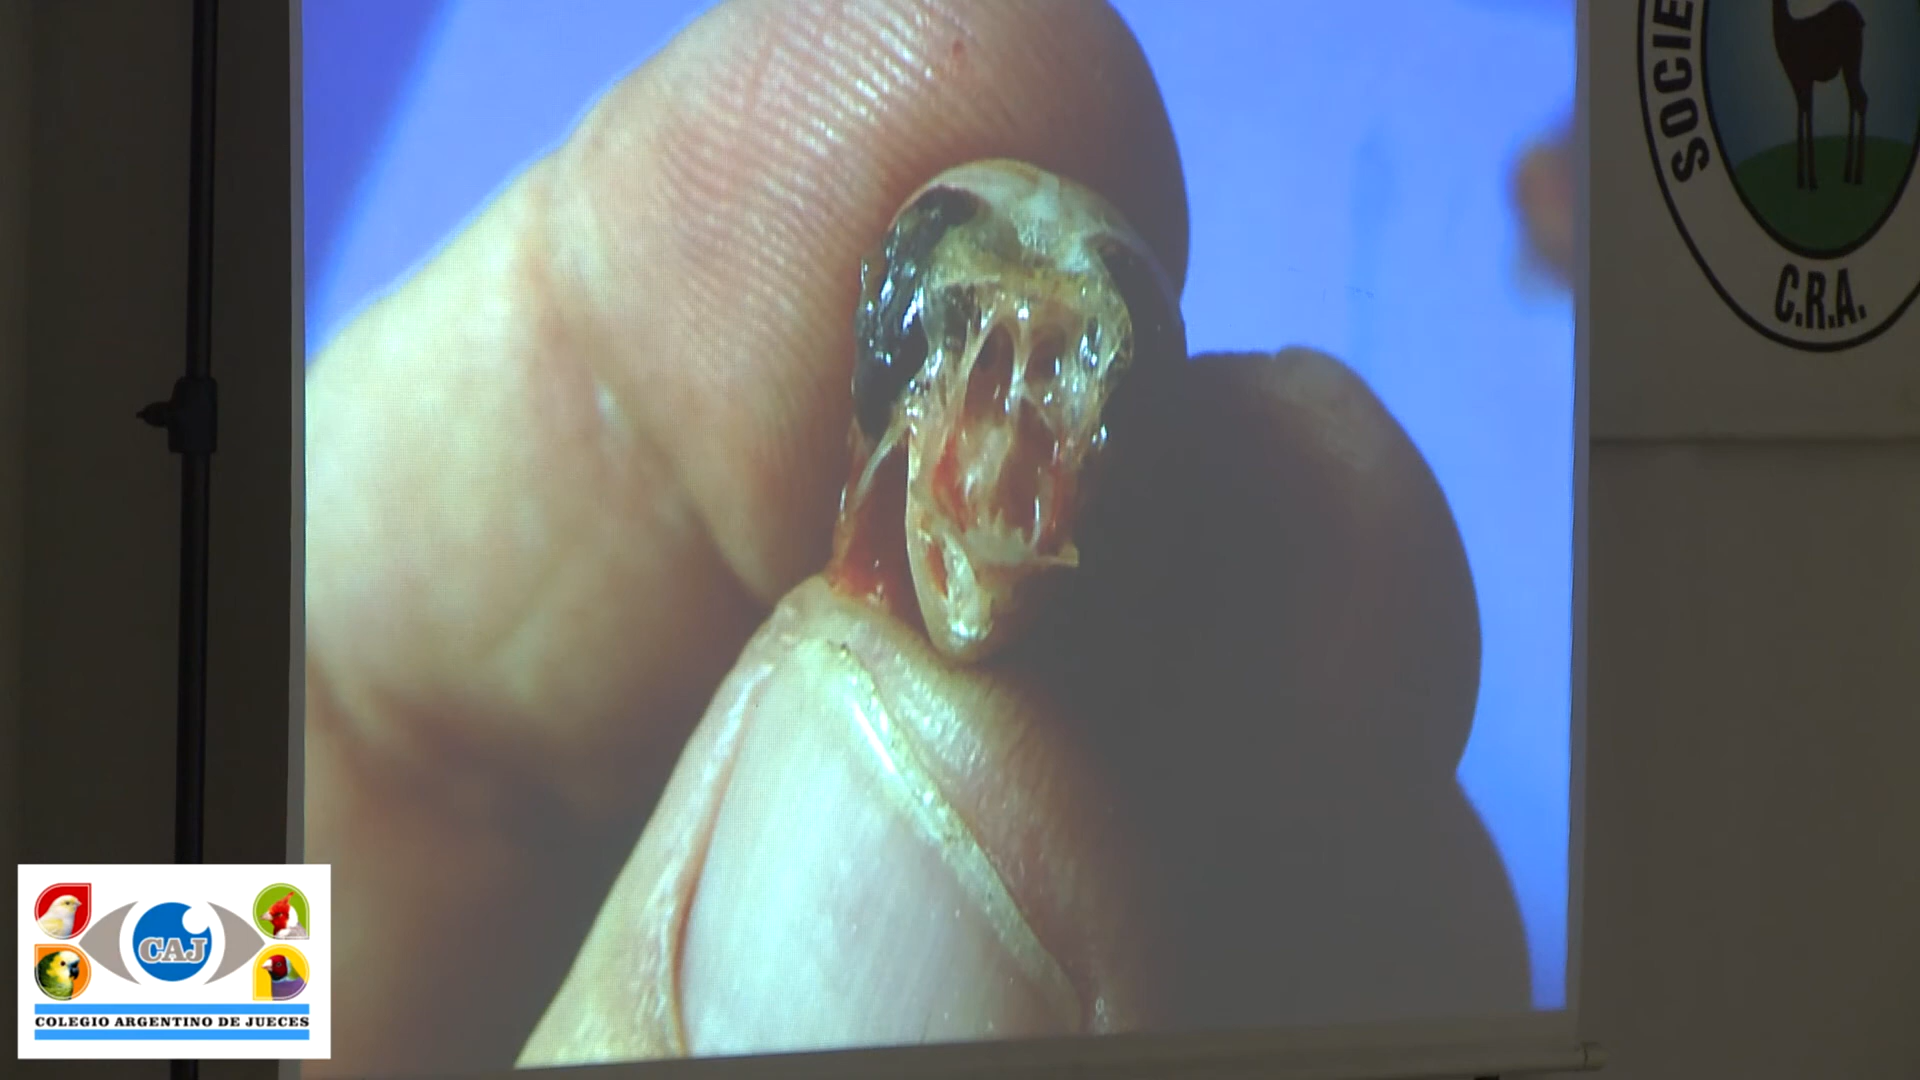 SOCIE
S
C.R.A.
CAJ
COLEGIO ARGENTINO DE JUECES